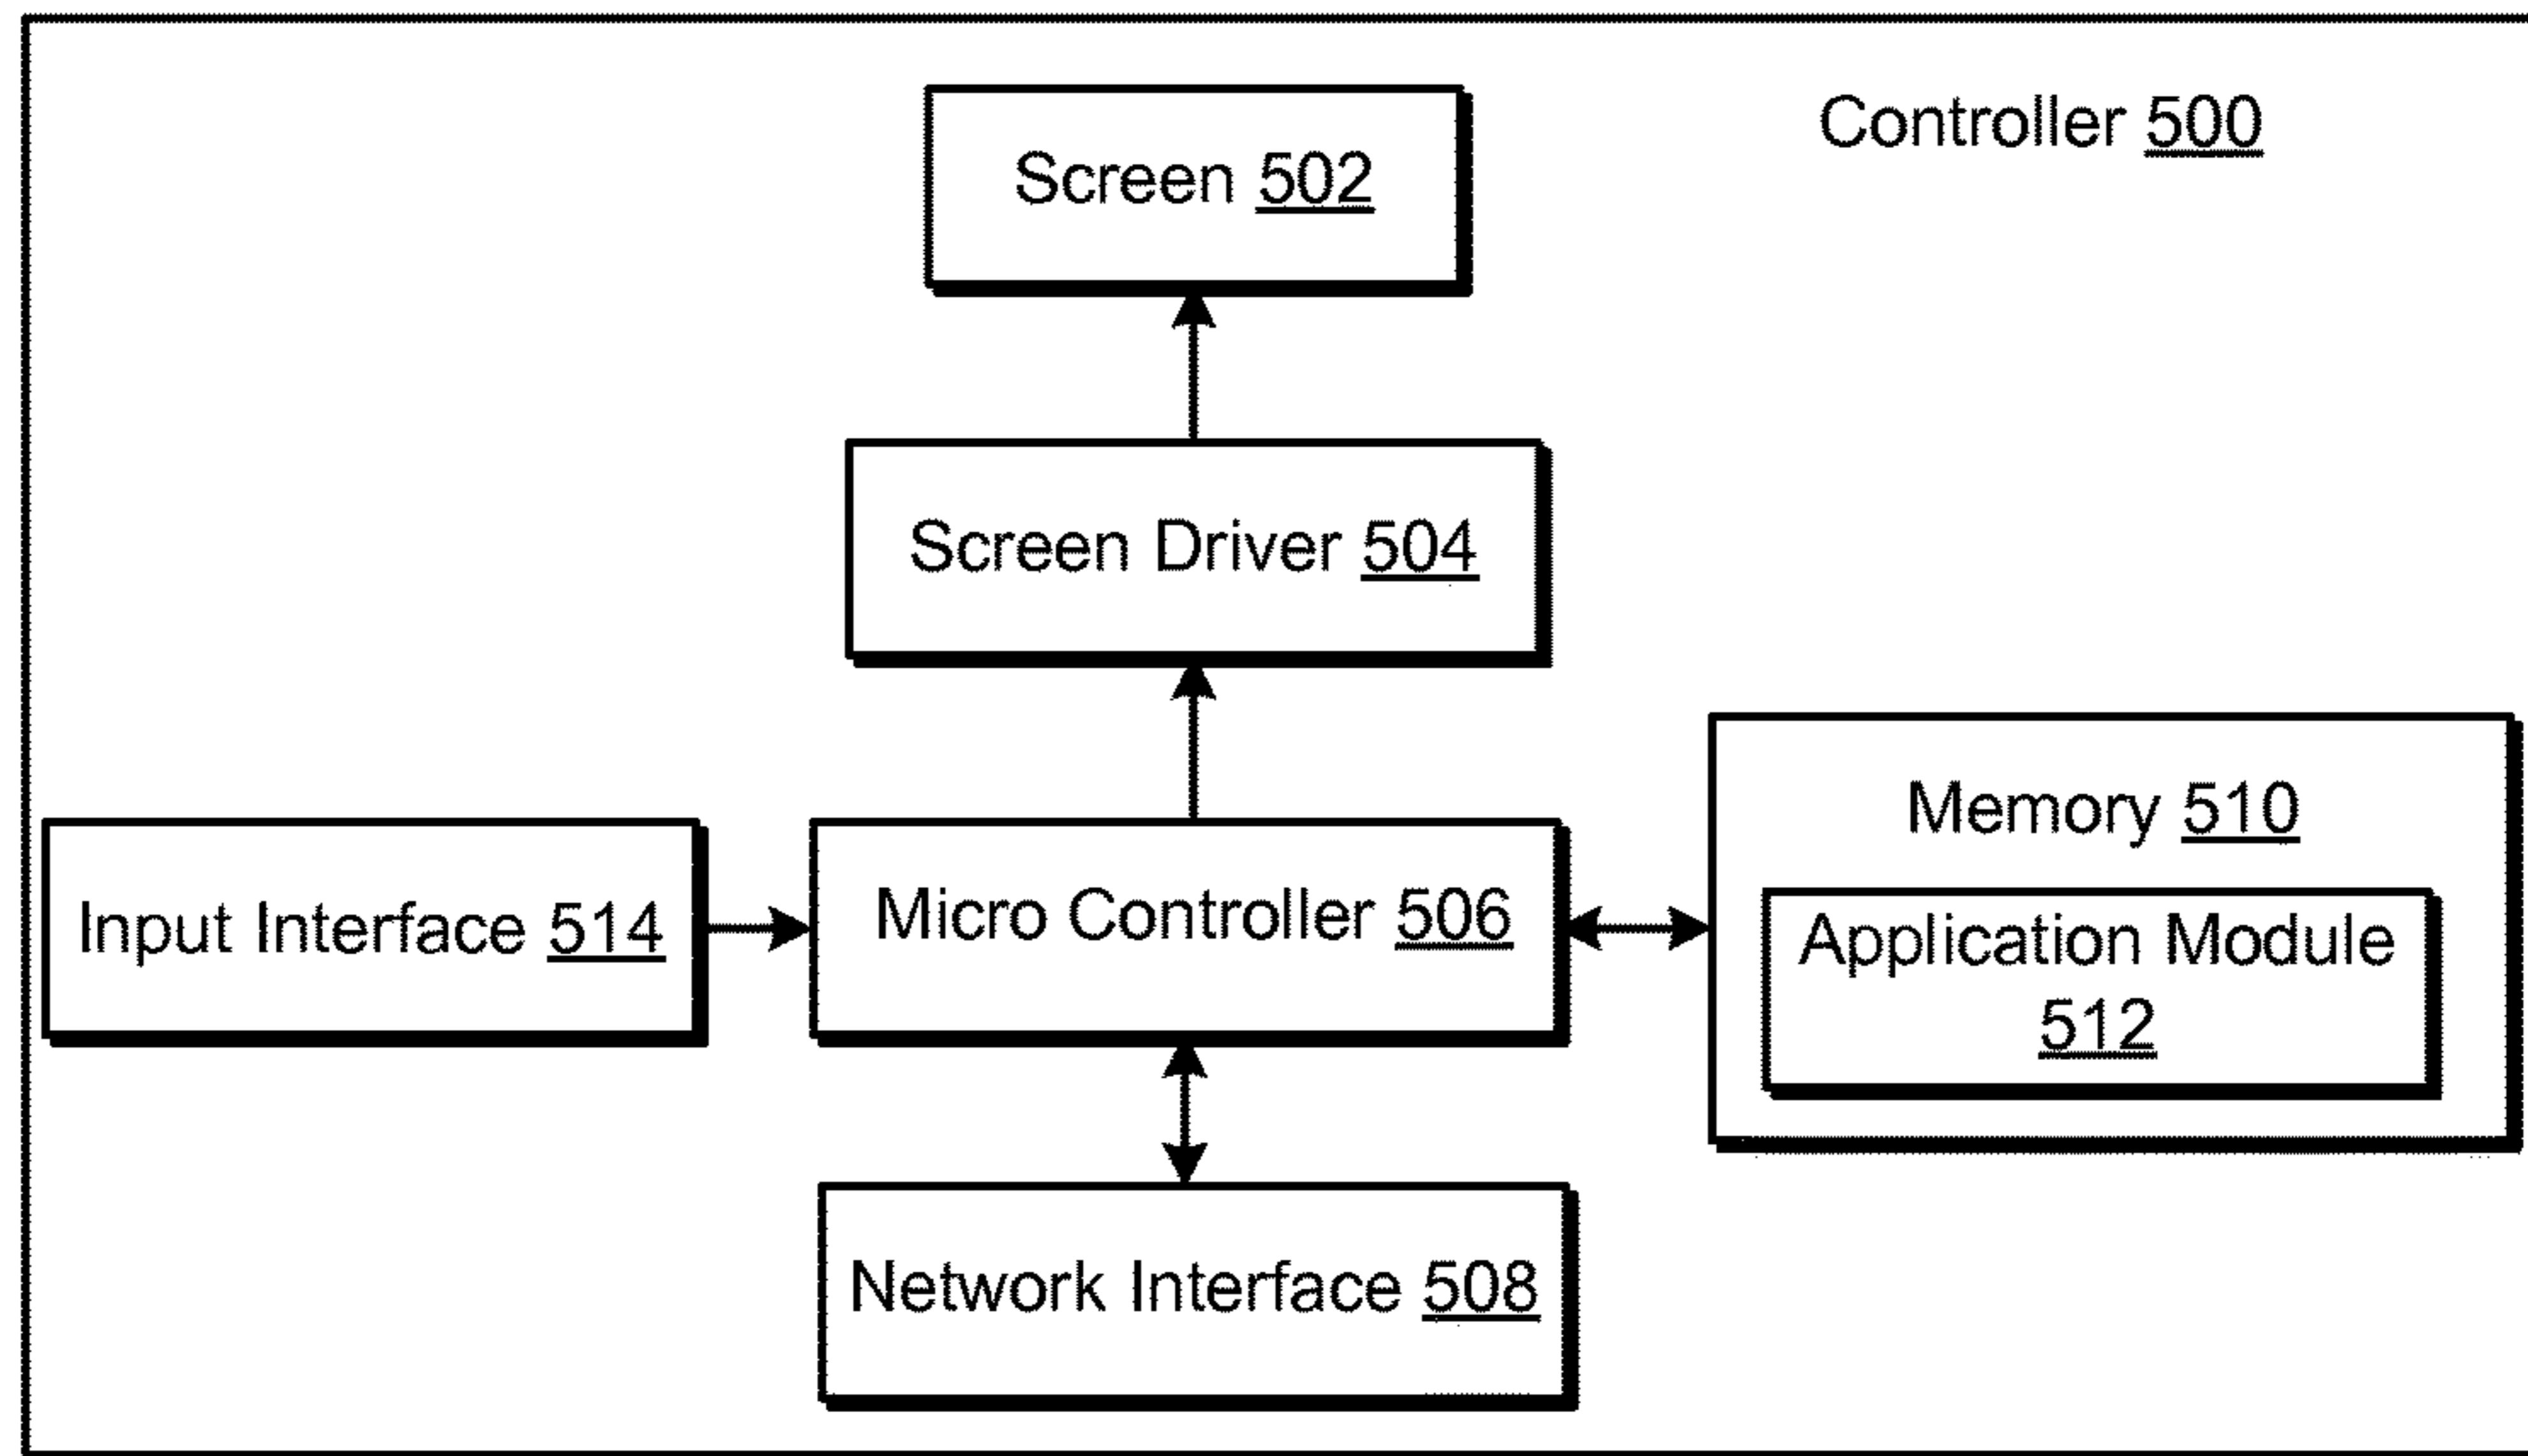 Controller 500
Screen 502
Screen Driver 504
Memory 510
Input Interface 514
Micro Controller 506
Application Module
512
Network Interface 508